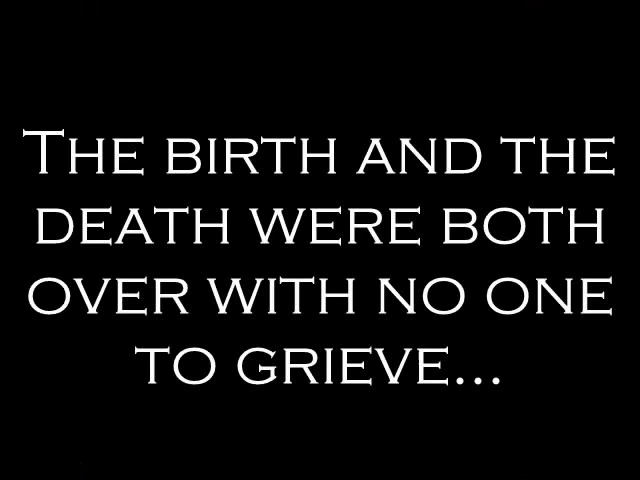 The birth and the
death were both
over with no one
to grieve...